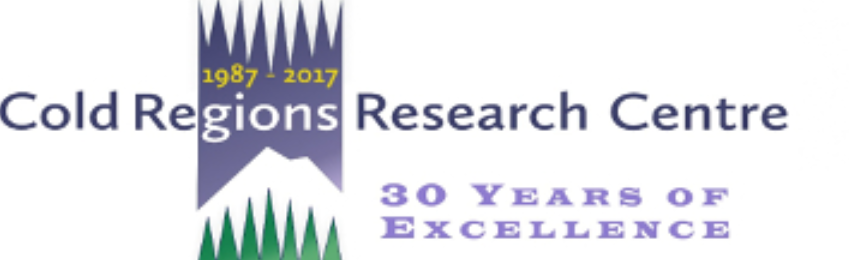 1987 - 2017
Cold Regions Research Centre
30 YEARS OF
EXCELLENCE